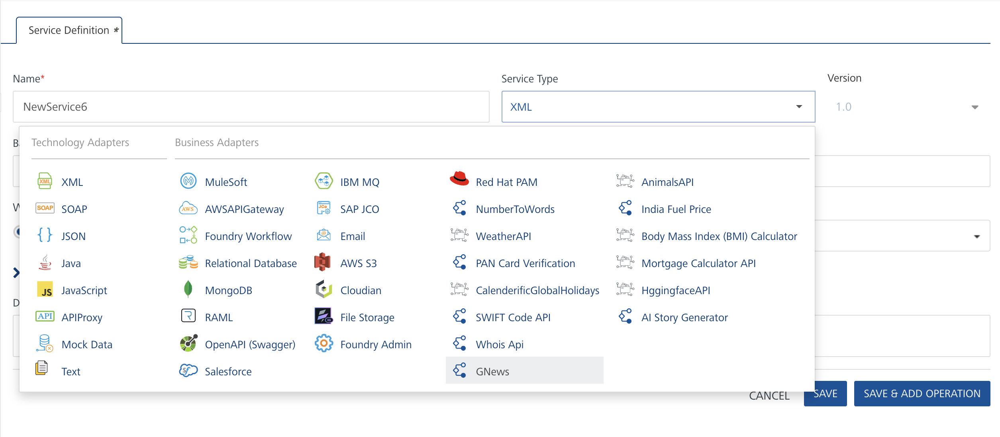 Service Definition *
Name*
Service Type
Version
NewService6
XML
1.0
Technology Adapters
Business Adapters
XML
SOAP
JSON
Java
JavaScript
APIProxy
Mock Data
Text
MuleSoft
AWSAPIGateway
Foundry Workflow
Relational Database
MongoDB
RAML
OpenAPI (Swagger)
Salesforce
IBM MQ
SAP JCO
Email
AWS S3
Cloudian
File Storage
Foundry Admin
Red Hat PAM
NumberToWords
WeatherAPI
PAN Card Verification
CalenderificGlobalHolidays
SWIFT Code API
Whois Api
GNews
AnimalsAPI
India Fuel Price
Body Mass Index (BMI) Calculator
Mortgage Calculator API
HggingfaceAPI
AI Story Generator
CANCEL
SAVE
SAVE & ADD OPERATION